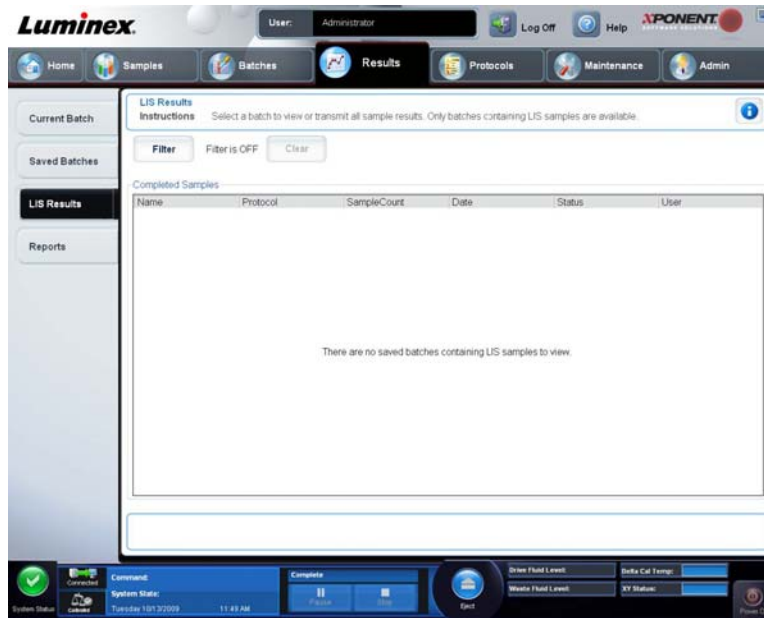 Luminex.
User: Administrator
Log Off
Help
XPONENT
Home
Samples
Batches
Results
Protocols
Maintenance
Admin
Current Batch
Saved Batches
LIS Results
Reports
LIS Results
Instructions Select a batch to view or transmit all sample results. Only batches containing LIS samples are available.
Filter Filter is OFF Clear
Completed Samples
Name Protocol SampleCount Date Status User
There are no saved batches containing LIS samples to view.
System Status
Connected
Calibrate
Command:
System State:
Tuesday 10/13/2009 11:49 AM
Complete
Pause
Stop
Eject
Drive Fluid Level:
Waste Fluid Level:
Delta Cal Temp:
XY Status: